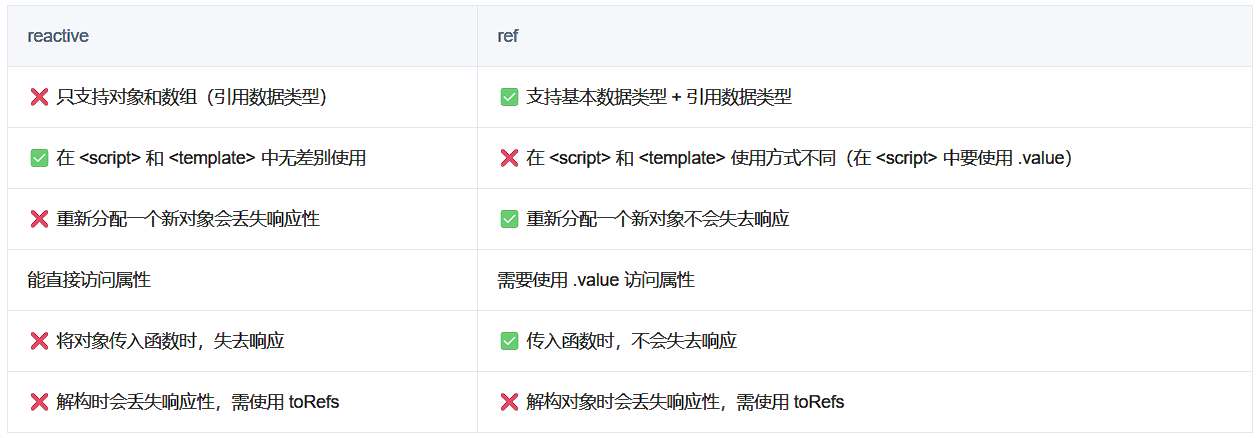 reactive ref
❌ 只支持对象和数组（引用数据类型） ✅ 支持基本数据类型 + 引用数据类型
✅ 在 <script> 和 <template> 中无差别使用 ❌ 在 <script> 和 <template> 使用方式不同（在 <script> 中要使用 .value）
❌ 重新分配一个新对象会丢失响应性 ✅ 重新分配一个新对象不会失去响应
能直接访问属性 需要使用 .value 访问属性
❌ 将对象传入函数时，失去响应 ✅ 传入函数时，不会失去响应
❌ 解构时会丢失响应性，需使用 toRefs ❌ 解构对象时会丢失响应性，需使用 toRefs